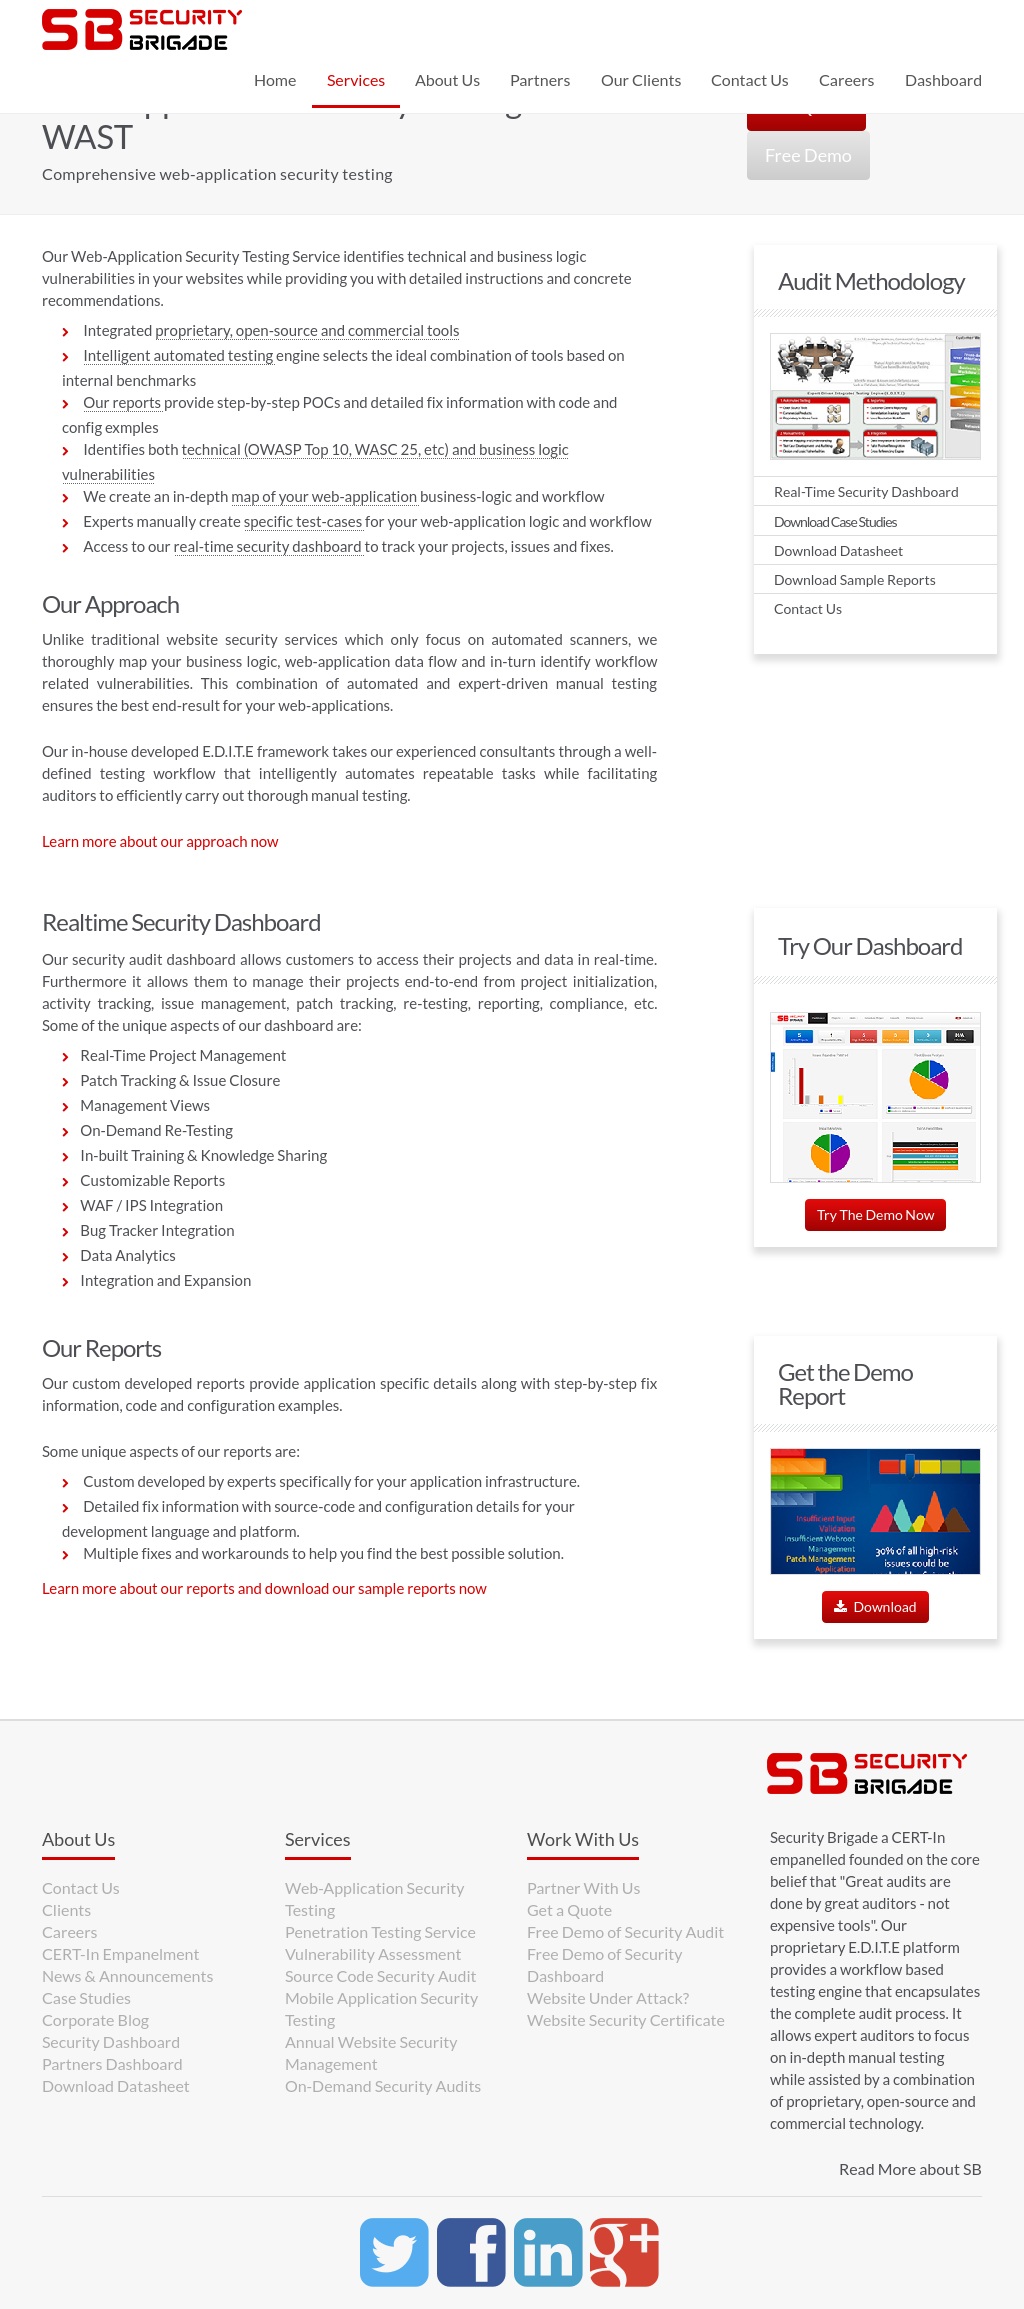 SB SECURITY
BRIGADE
Home Services About Us Partners Our Clients Contact Us Careers Dashboard
WAST
Comprehensive web-application security testing
Free Demo
Our Web-Application Security Testing Service identifies technical and business logic
vulnerabilities in your websites while providing you with detailed instructions and concrete
recommendations.
Integrated proprietary, open-source and commercial tools
Intelligent automated testing engine selects the ideal combination of tools based on
internal benchmarks
Our reports provide step-by-step POCs and detailed fix information with code and
config exmples
Identifies both technical (OWASP Top 10, WASC 25, etc) and business logic
vulnerabilities
We create an in-depth map of your web-application business-logic and workflow
Experts manually create specific test-cases for your web-application logic and workflow
Access to our real-time security dashboard to track your projects, issues and fixes.
Audit Methodology
Real-Time Security Dashboard
Download Case Studies
Download Datasheet
Download Sample Reports
Contact Us
Our Approach
Unlike traditional website security services which only focus on automated scanners, we
thoroughly map your business logic, web-application data flow and in-turn identify workflow
related vulnerabilities. This combination of automated and expert-driven manual testing
ensures the best end-result for your web-applications.
Our in-house developed E.D.I.T.E framework takes our experienced consultants through a well-
defined testing workflow that intelligently automates repeatable tasks while facilitating
auditors to efficiently carry out thorough manual testing.
Learn more about our approach now
Realtime Security Dashboard
Our security audit dashboard allows customers to access their projects and data in real-time.
Furthermore it allows them to manage their projects end-to-end from project initialization,
activity tracking, issue management, patch tracking, re-testing, reporting, compliance, etc.
Some of the unique aspects of our dashboard are:
Real-Time Project Management
Patch Tracking & Issue Closure
Management Views
On-Demand Re-Testing
In-built Training & Knowledge Sharing
Customizable Reports
WAF / IPS Integration
Bug Tracker Integration
Data Analytics
Integration and Expansion
Try Our Dashboard
Try The Demo Now
Our Reports
Our custom developed reports provide application specific details along with step-by-step fix
information, code and configuration examples.
Some unique aspects of our reports are:
Custom developed by experts specifically for your application infrastructure.
Detailed fix information with source-code and configuration details for your
development language and platform.
Multiple fixes and workarounds to help you find the best possible solution.
Learn more about our reports and download our sample reports now
Get the Demo
Report
Insufficient Input
Validation
Insufficient Webroot
Management
Patch Management
Application
30% of all high-risk
issues could be
Download
SB SECURITY
BRIGADE
About Us
Contact Us
Clients
Careers
CERT-In Empanelment
News & Announcements
Case Studies
Corporate Blog
Security Dashboard
Partners Dashboard
Download Datasheet
Services
Web-Application Security
Testing
Penetration Testing Service
Vulnerability Assessment
Source Code Security Audit
Mobile Application Security
Testing
Annual Website Security
Management
On-Demand Security Audits
Work With Us
Partner With Us
Get a Quote
Free Demo of Security Audit
Free Demo of Security
Dashboard
Website Under Attack?
Website Security Certificate
Security Brigade a CERT-In
empanelled founded on the core
belief that "Great audits are
done by great auditors - not
expensive tools". Our
proprietary E.D.I.T.E platform
provides a workflow based
testing engine that encapsulates
the complete audit process. It
allows expert auditors to focus
on in-depth manual testing
while assisted by a combination
of proprietary, open-source and
commercial technology.
Read More about SB